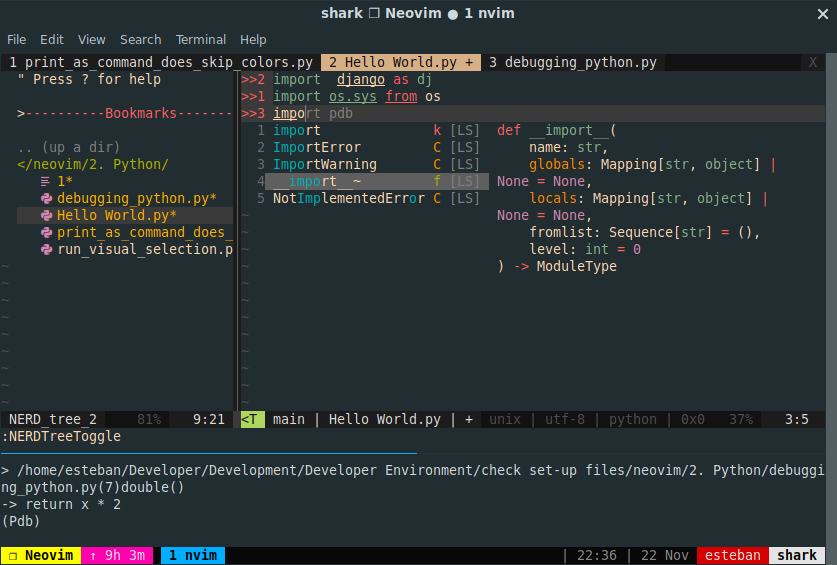 shark ❐ Neovim ● 1 nvim
File Edit View Search Terminal Help
1 print_as_command_does_skip_colors.py 2 Hello World.py + 3 debugging_python.py X
" Press ? for help
>----------Bookmarks-------
.. (up a dir)
</neovim/2. Python/
1*
debugging_python.py*
Hello World.py*
print_as_command_does_
run_visual_selection.p
>>2 import django as dj
>>1 import os.sys from os
>>3 import pdb
1 import k [LS]
2 ImportError C [LS]
3 ImportWarning C [LS]
4 __import__~ f [LS]
5 NotImplementedError C [LS]
def __import__(
name: str,
globals: Mapping[str, object] |
None = None,
locals: Mapping[str, object] |
None = None,
fromlist: Sequence[str] = (),
level: int = 0
) -> ModuleType
NERD_tree_2 81% 9:21 <T main | Hello World.py | + unix | utf-8 | python | 0x0 37% 3:5
:NERDTreeToggle
> /home/esteban/Developer/Development/Developer Environment/check set-up files/neovim/2. Python/debuggi
ng_python.py(7)double()
-> return x * 2
(Pdb)
❐ Neovim ↑ 9h 3m 1 nvim | 22:36 | 22 Nov esteban shark